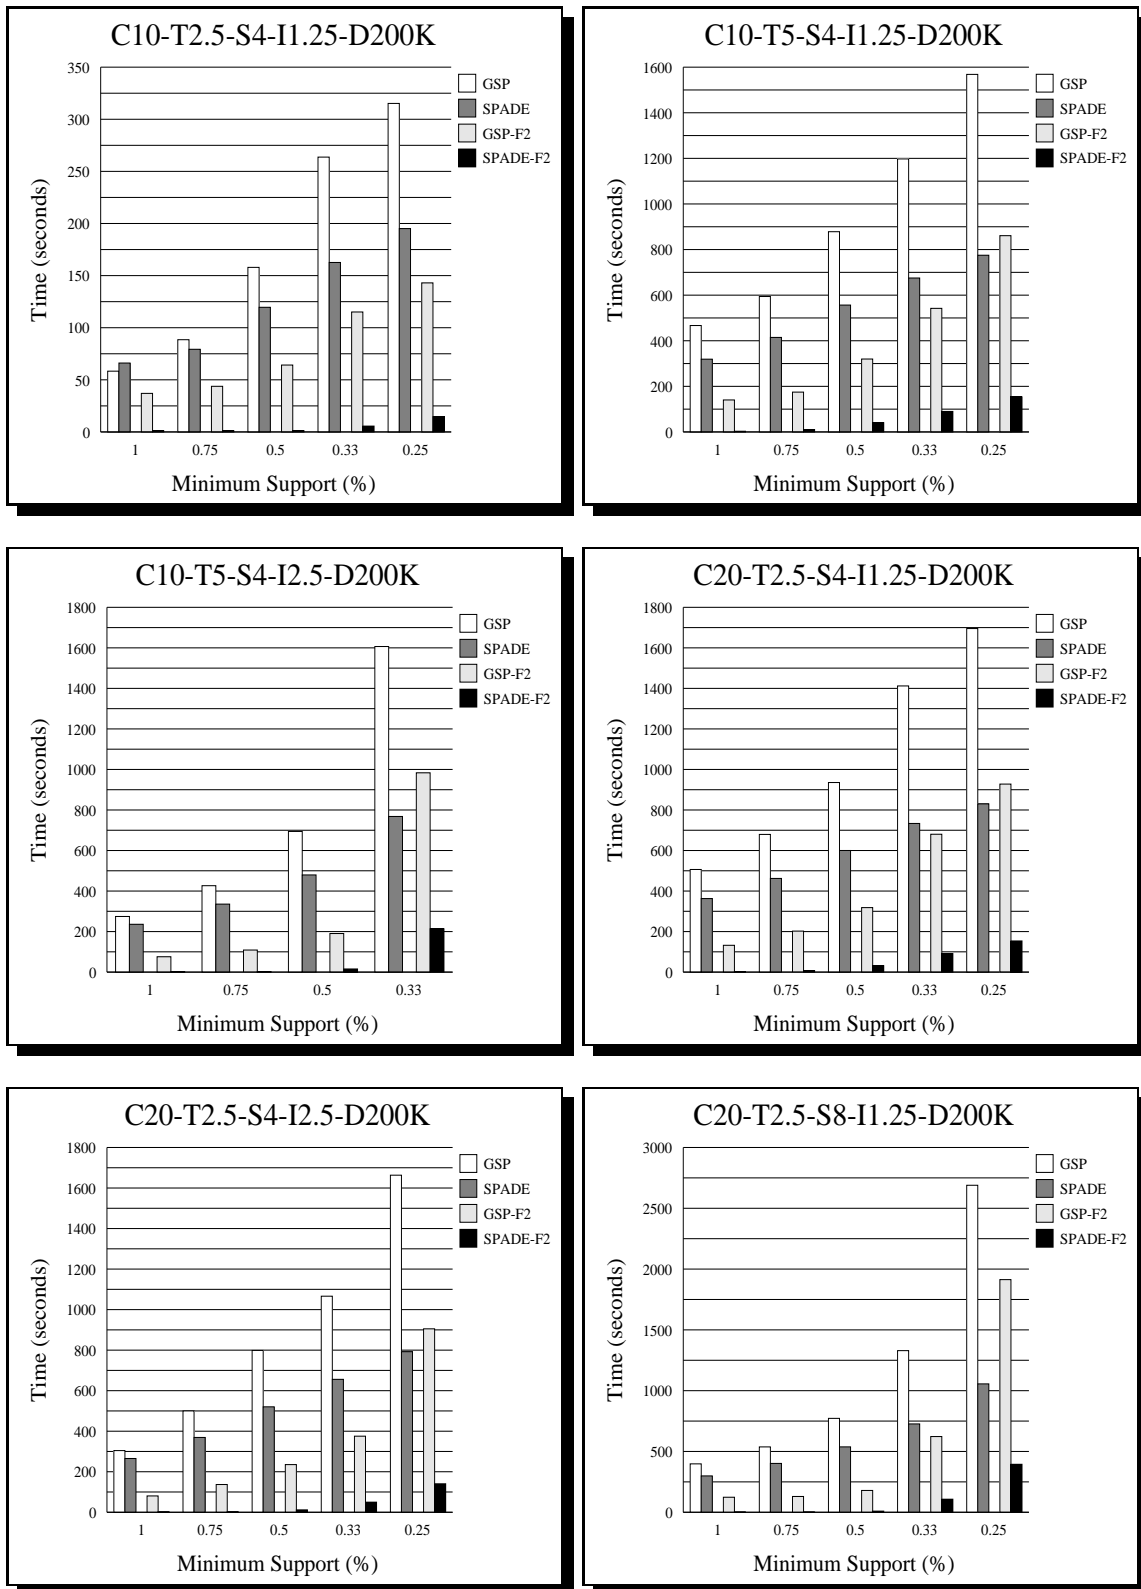 C10-T2.5-S4-I1.25-D200K
350
300
250
200
150
100
50
0
Time (seconds)
1 0.75 0.5 0.33 0.25
Minimum Support (%)
GSP
SPADE
GSP-F2
SPADE-F2
C10-T5-S4-I1.25-D200K
1600
1400
1200
1000
800
600
400
200
0
Time (seconds)
1 0.75 0.5 0.33 0.25
Minimum Support (%)
GSP
SPADE
GSP-F2
SPADE-F2
C10-T5-S4-I2.5-D200K
1800
1600
1400
1200
1000
800
600
400
200
0
Time (seconds)
1 0.75 0.5 0.33
Minimum Support (%)
GSP
SPADE
GSP-F2
SPADE-F2
C20-T2.5-S4-I1.25-D200K
1800
1600
1400
1200
1000
800
600
400
200
0
Time (seconds)
1 0.75 0.5 0.33 0.25
Minimum Support (%)
GSP
SPADE
GSP-F2
SPADE-F2
C20-T2.5-S4-I2.5-D200K
1800
1600
1400
1200
1000
800
600
400
200
0
Time (seconds)
1 0.75 0.5 0.33 0.25
Minimum Support (%)
GSP
SPADE
GSP-F2
SPADE-F2
C20-T2.5-S8-I1.25-D200K
3000
2500
2000
1500
1000
500
0
Time (seconds)
1 0.75 0.5 0.33 0.25
Minimum Support (%)
GSP
SPADE
GSP-F2
SPADE-F2